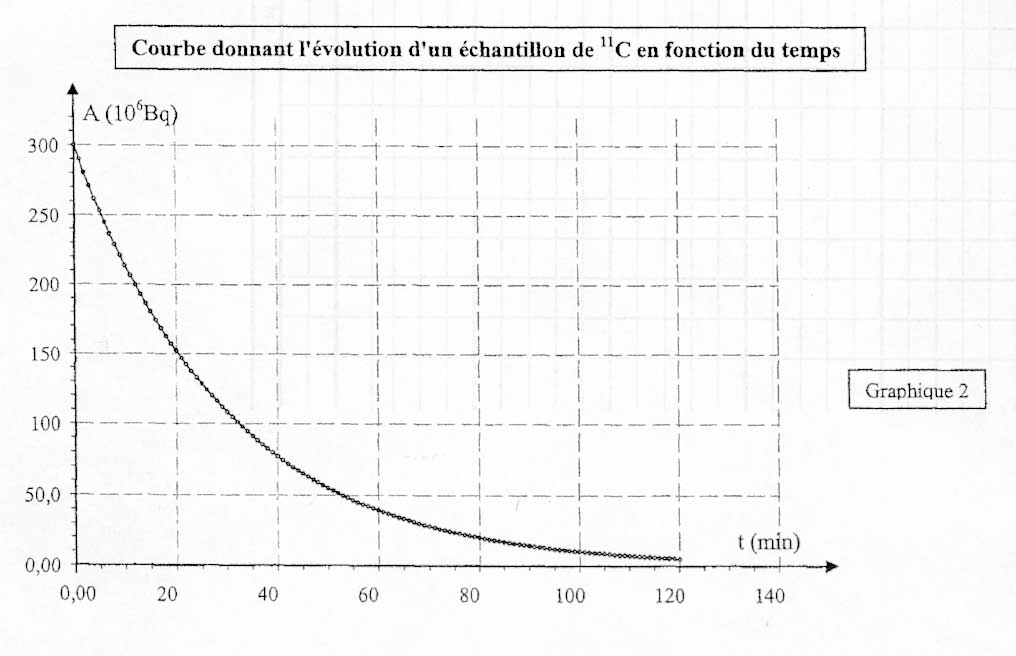 Courbe donnant l'évolution d'un échantillon de ¹¹C en fonction du temps
A (10⁶Bq)
300
250
200
150
100
50,0
0,00
0,00 20 40 60 80 100 120 140
t (min)
Graphique 2